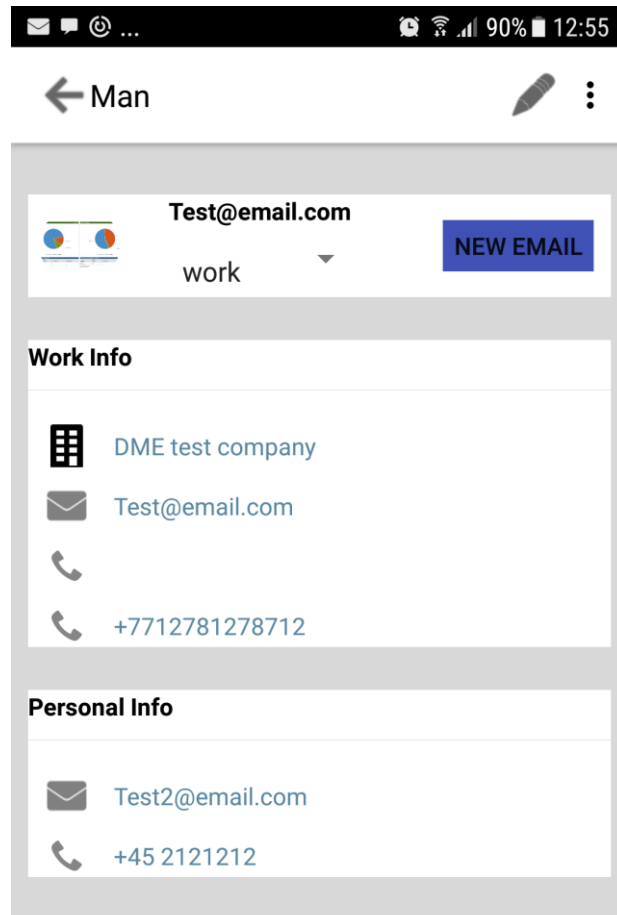 ... 90% 12:55
Man
Test@email.com
work
NEW EMAIL
Work Info
DME test company
Test@email.com
+7712781278712
Personal Info
Test2@email.com
+45 2121212